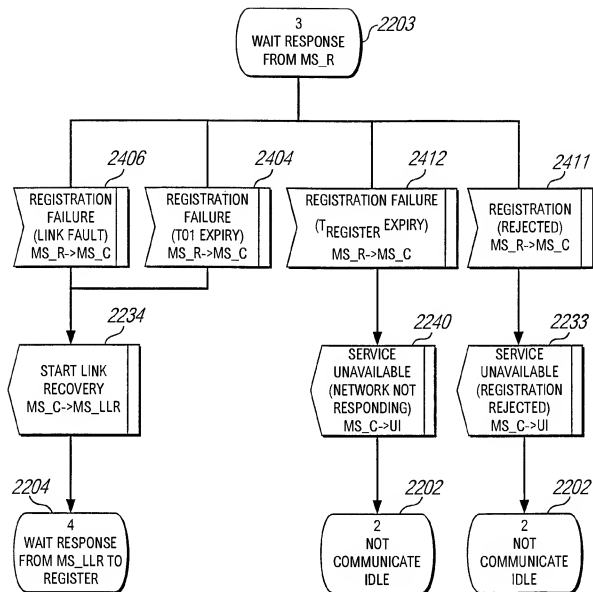 3
WAIT RESPONSE
FROM MS_R
2203
2406
2404
2412
2411
REGISTRATION
FAILURE
(LINK FAULT)
MS_R->MS_C
REGISTRATION
FAILURE
(T01 EXPIRY)
MS_R->MS_C
REGISTRATION FAILURE
(TREGISTER EXPIRY)
MS_R->MS_C
REGISTRATION
(REJECTED)
MS_R->MS_C
2234
2240
2233
START LINK
RECOVERY
MS_C->MS_LLR
SERVICE
UNAVAILABLE
(NETWORK NOT
RESPONDING)
MS_C->UI
SERVICE
UNAVAILABLE
(REGISTRATION
REJECTED)
MS_C->UI
2204
2202
2202
4
WAIT RESPONSE
FROM MS_LLR TO
REGISTER
2
NOT
COMMUNICATE
IDLE
2
NOT
COMMUNICATE
IDLE